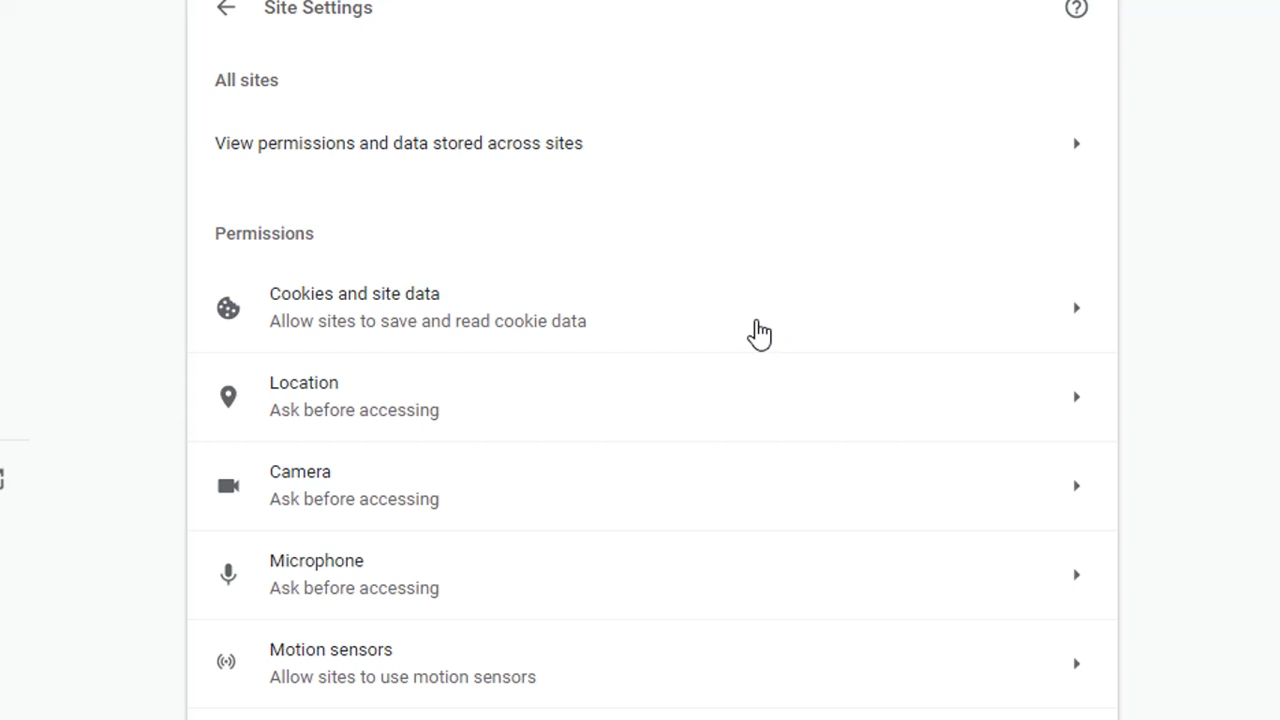 Site Settings
All sites
View permissions and data stored across sites
Permissions
Cookies and site data
Allow sites to save and read cookie data
Location
Ask before accessing
Camera
Ask before accessing
Microphone
Ask before accessing
Motion sensors
Allow sites to use motion sensors